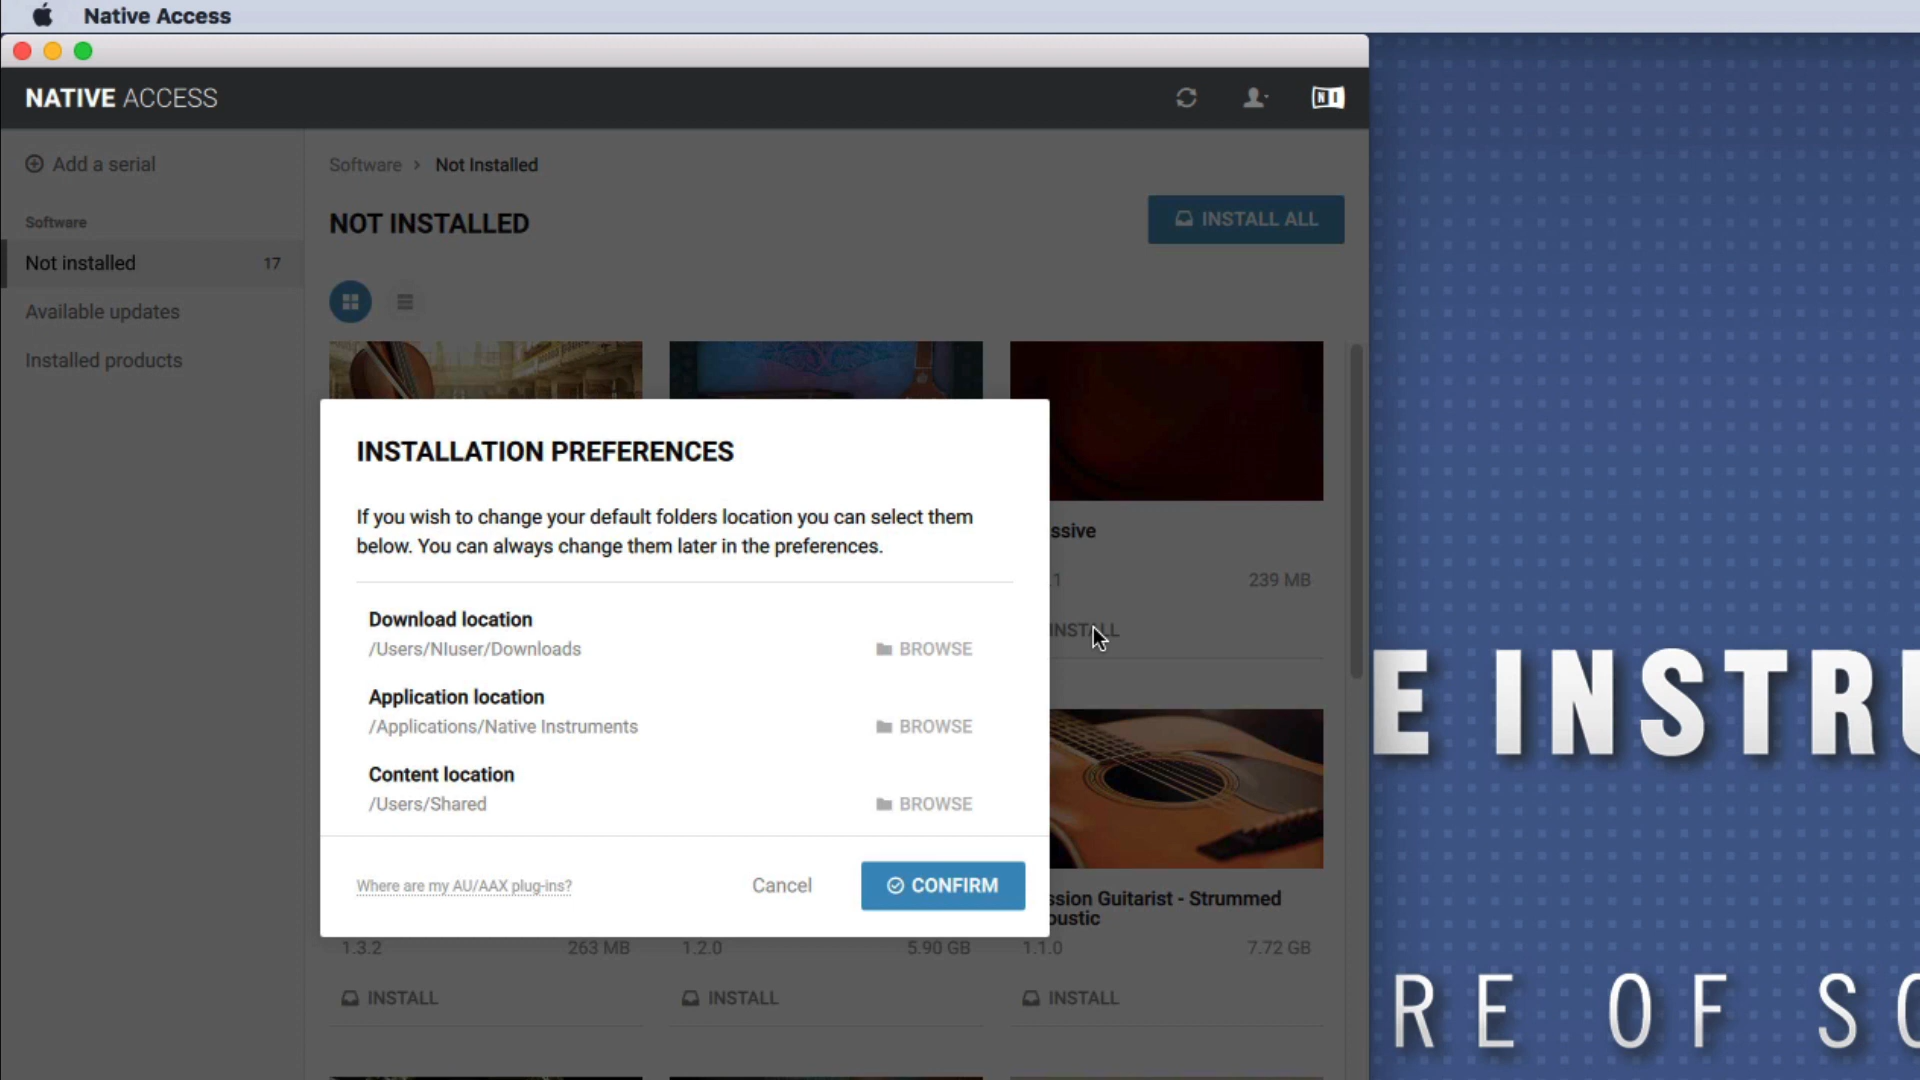 Native Access
NATIVE ACCESS
Add a serial
Software > Not Installed
Software
NOT INSTALLED
INSTALL ALL
Not installed 17
Available updates
Installed products
INSTALLATION PREFERENCES
If you wish to change your default folders location you can select them
below. You can always change them later in the preferences.
Download location
/Users/NIuser/Downloads
BROWSE
Application location
/Applications/Native Instruments
BROWSE
Content location
/Users/Shared
BROWSE
Where are my AU/AAX plug-ins?
Cancel
CONFIRM
ssive
.1 239 MB
INSTALL
ssion Guitarist - Strummed
oustic
1.3.2 263 MB
1.2.0 5.90 GB
1.1.0 7.72 GB
INSTALL
INSTALL
INSTALL
E INSTRU
RE OF SO